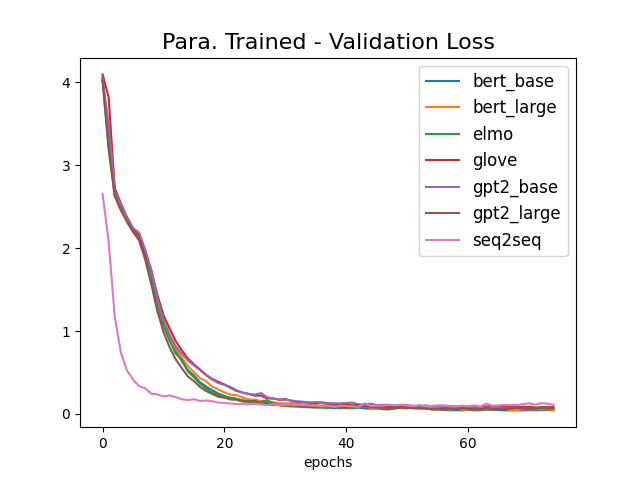 Para. Trained - Validation Loss
4
3
2
1
0
0 20 40 60
epochs
bert_base
bert_large
elmo
glove
gpt2_base
gpt2_large
seq2seq